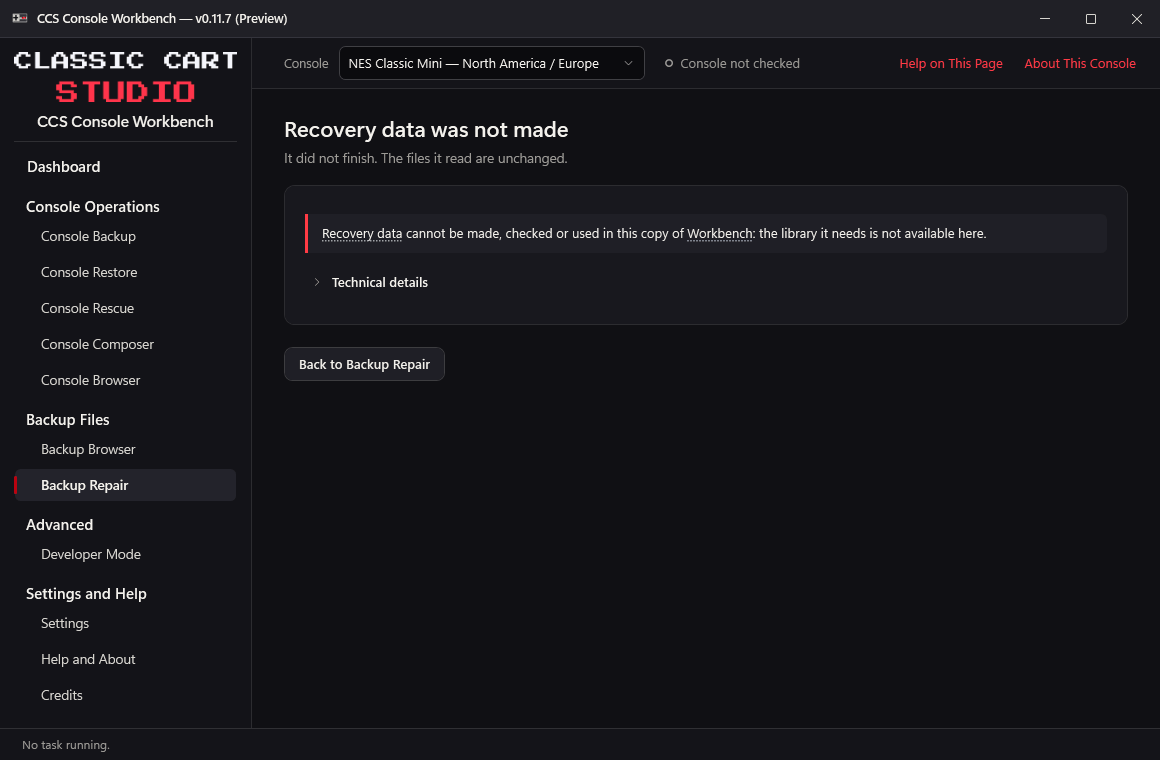 CCS Console Workbench — v0.11.7 (Preview)
CLASSIC CART
STUDIO
CCS Console Workbench
Dashboard
Console Operations
Console Backup
Console Restore
Console Rescue
Console Composer
Console Browser
Backup Files
Backup Browser
Backup Repair
Advanced
Developer Mode
Settings and Help
Settings
Help and About
Credits
Console
NES Classic Mini — North America / Europe
Console not checked
Help on This Page
About This Console
Recovery data was not made
It did not finish. The files it read are unchanged.
Recovery data cannot be made, checked or used in this copy of Workbench: the library it needs is not available here.
Technical details
Back to Backup Repair
No task running.